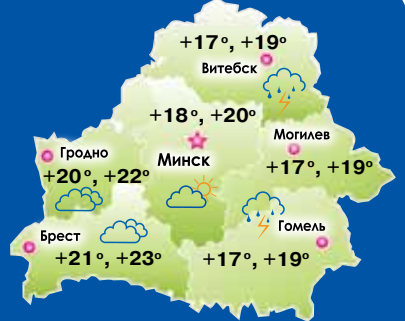 +17°, +19°
Витебск
+18°, +20°
Минск
Могилев
+17°, +19°
Гродно
+20°, +22°
Брест
+21°, +23°
Гомель
+17°, +19°